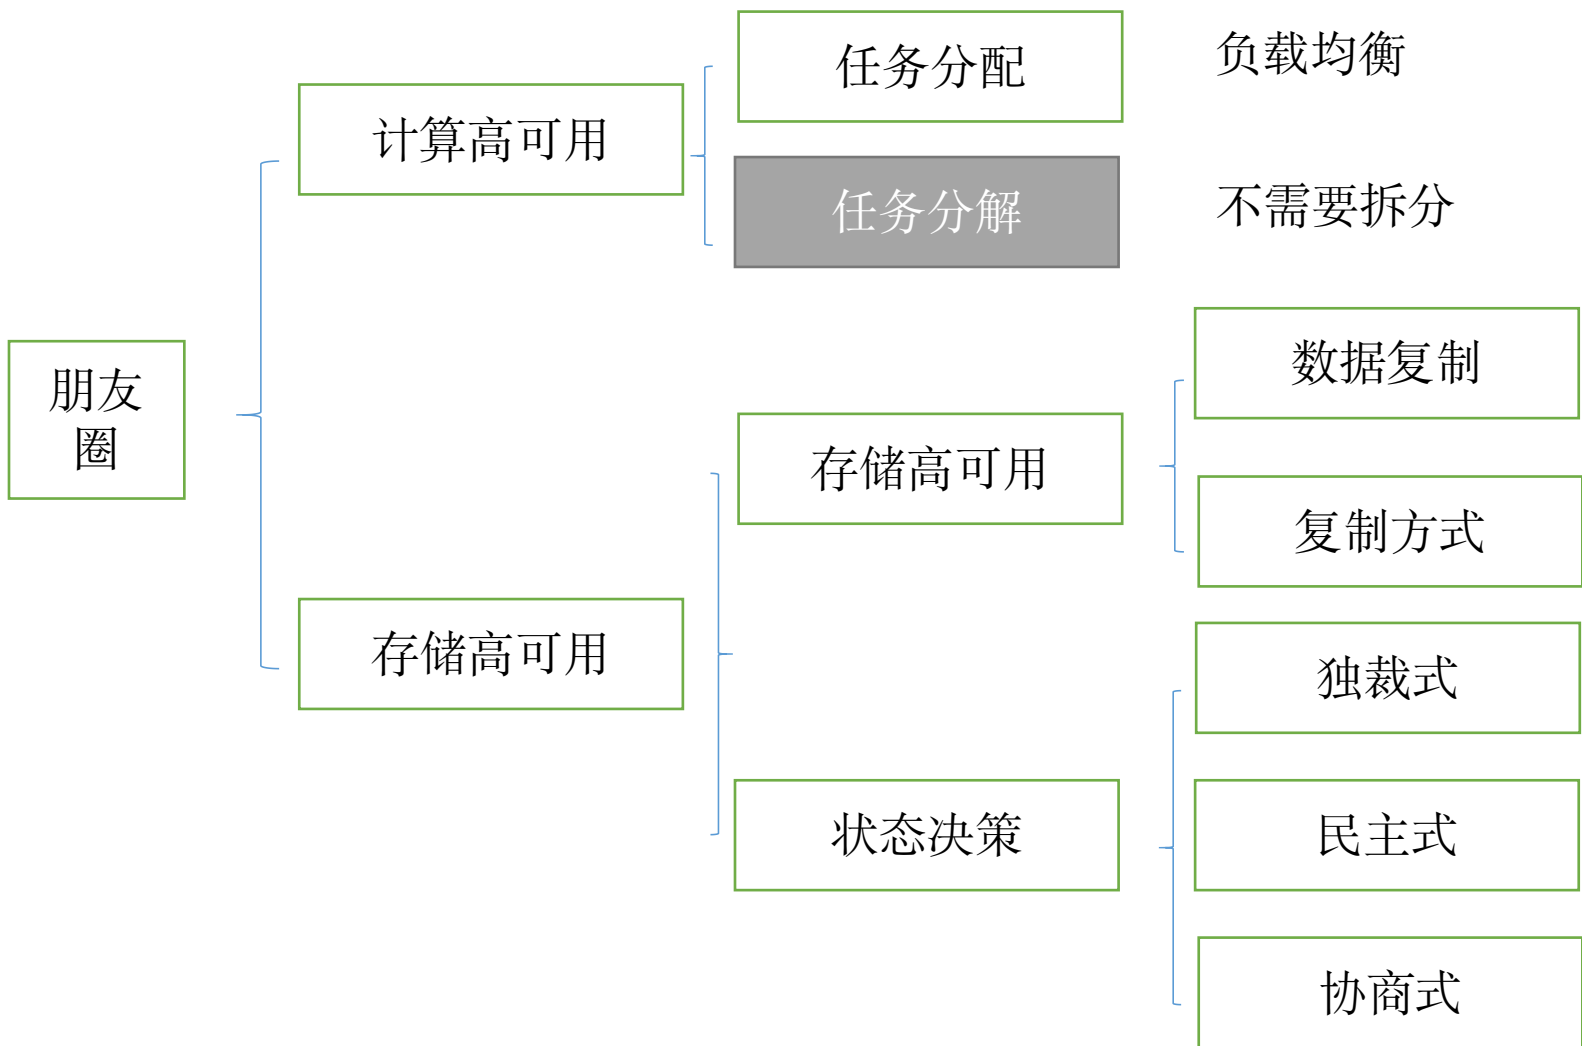 任务分配
负载均衡
计算高可用
任务分解
不需要拆分
数据复制
朋友
圈
存储高可用
复制方式
存储高可用
独裁式
状态决策
民主式
协商式